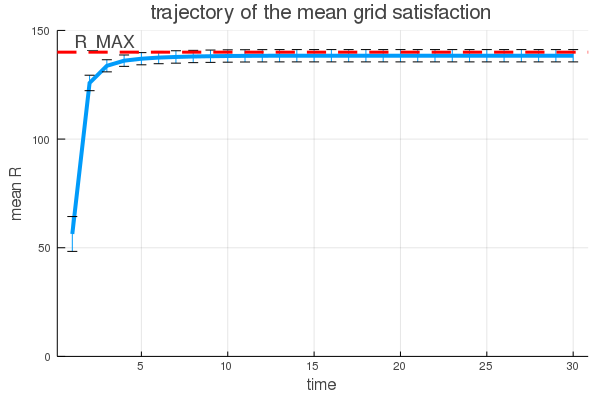 trajectory of the mean grid satisfaction
R_MAX
mean R
150
100
50
0
5 10 15 20 25 30
time